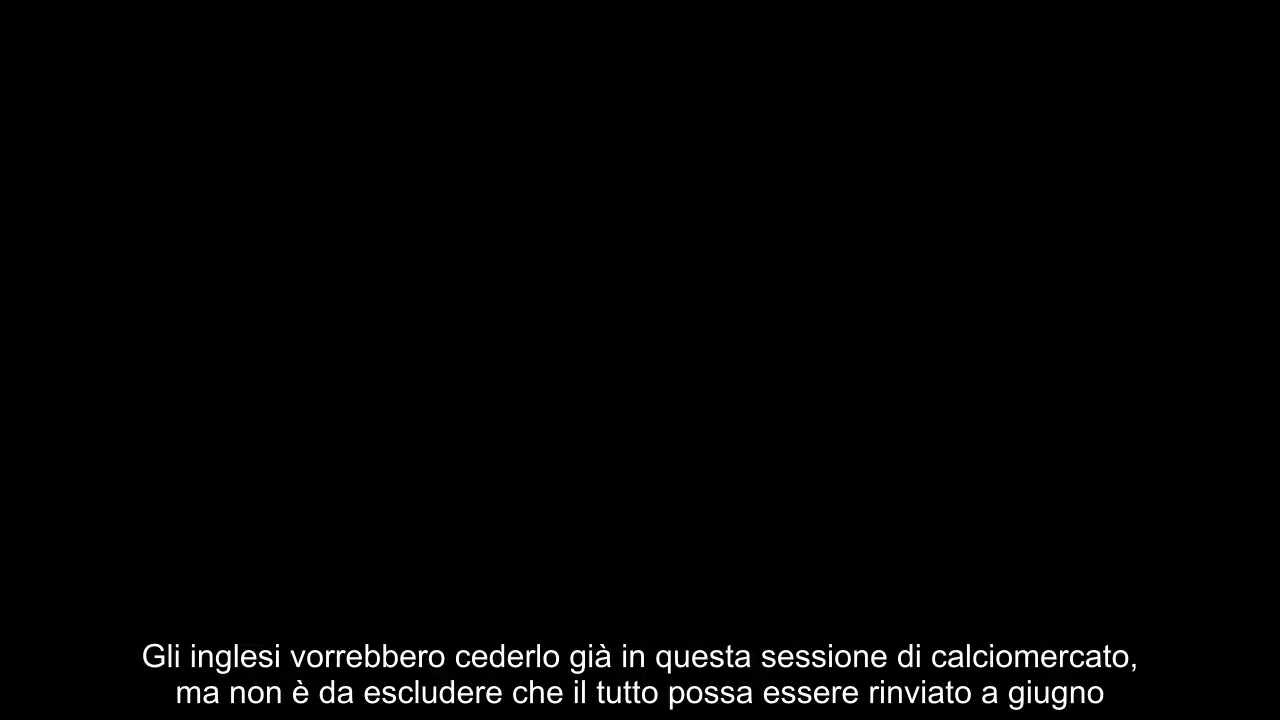 Gli inglesi vorrebbero cederlo già in questa sessione di calciomercato,
ma non è da escludere che il tutto possa essere rinviato a giugno